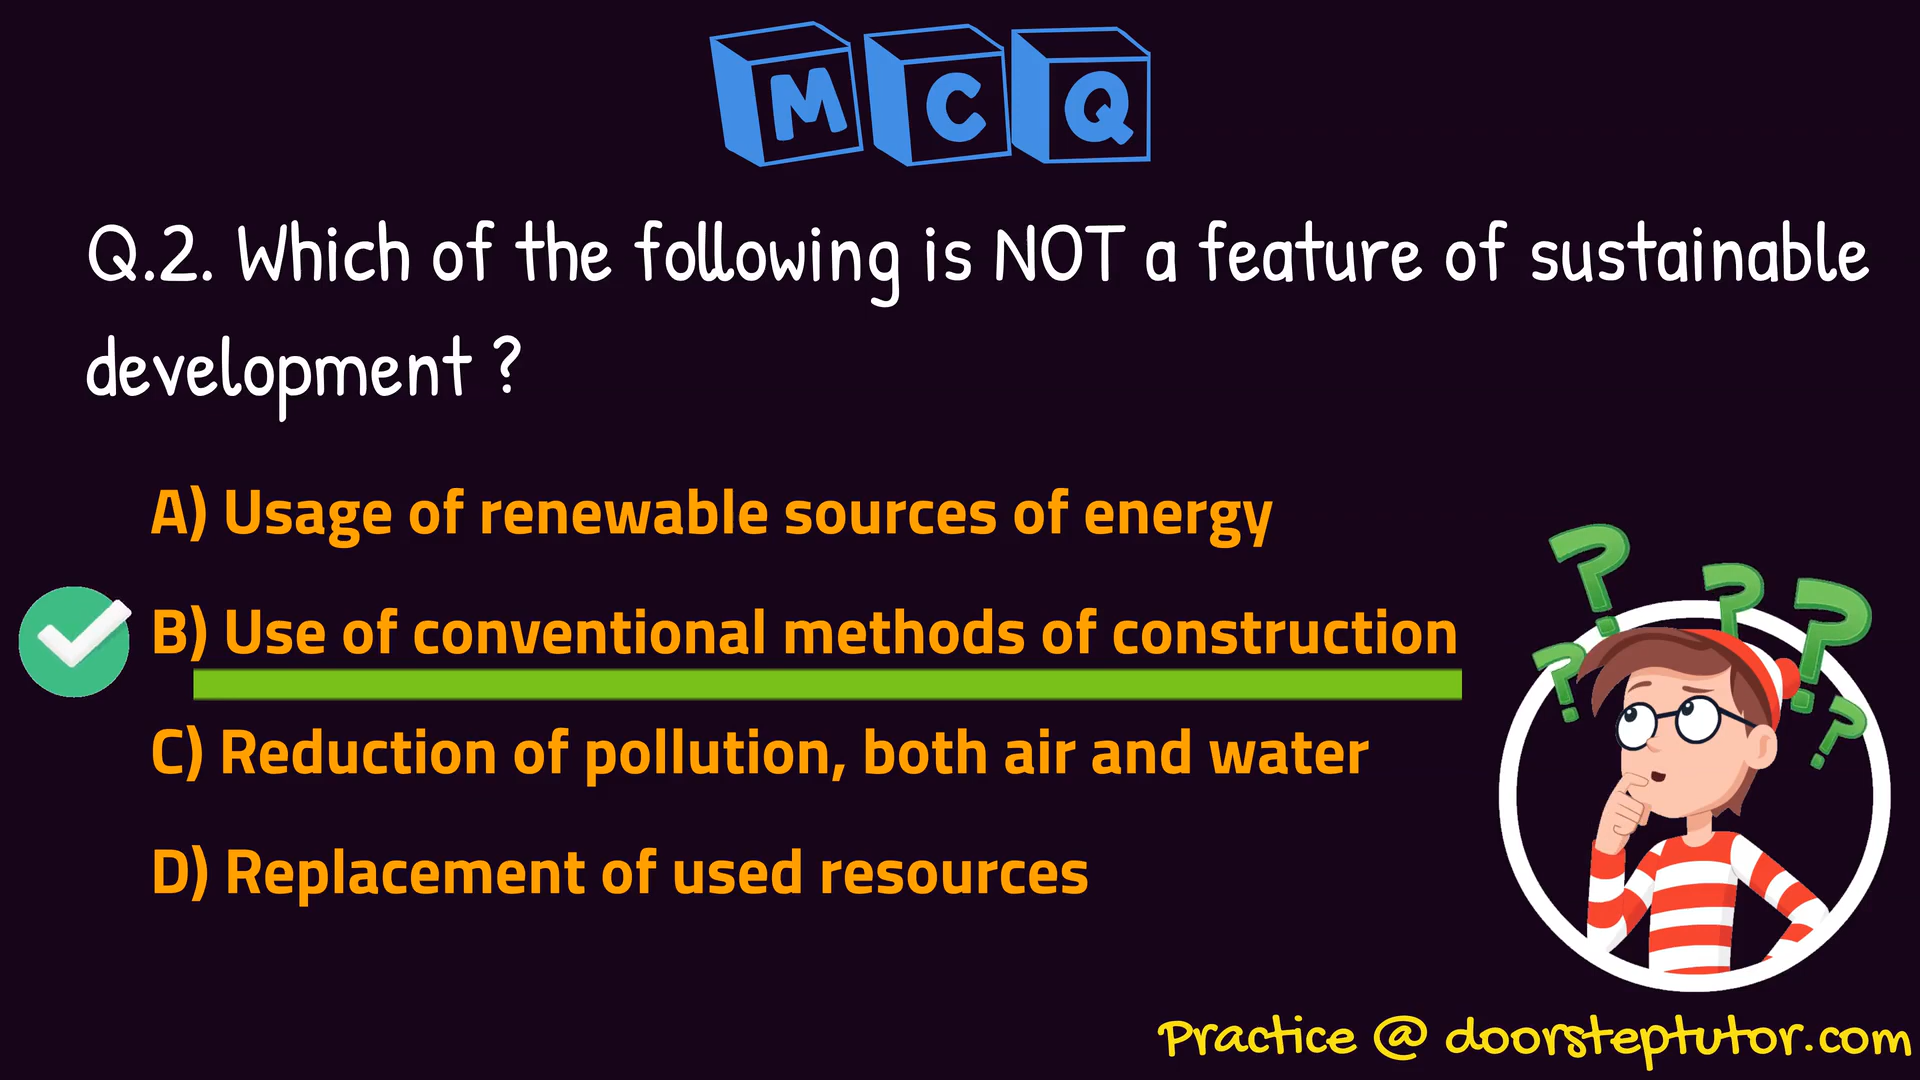 MCQ
Q.2. Which of the following is NOT a feature of sustainable
development ?
A) Usage of renewable sources of energy
B) Use of conventional methods of construction
C) Reduction of pollution, both air and water
D) Replacement of used resources
? ? ? ? ?
Practice @ doorsteptutor.com